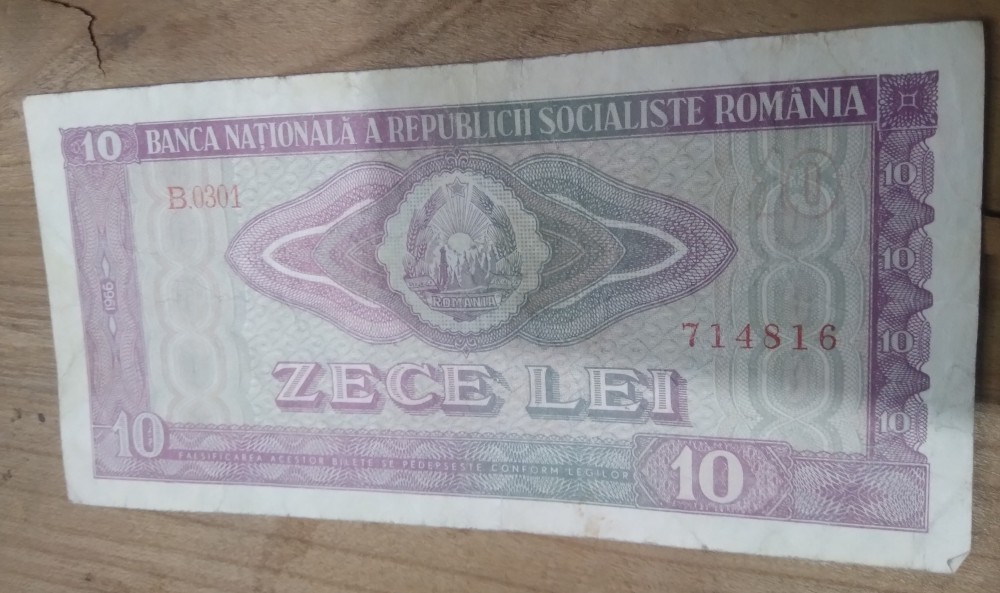 10 BANCA NAȚIONALĂ A REPUBLICII SOCIALISTE ROMÂNIA
B.0301
10
10
1966
ROMANIA
10
714816
10
ZECE LEI
10
10
FALSIFICAREA ACESTOR BILETE SE PEDEPSEȘTE CONFORM LEGILOR
10